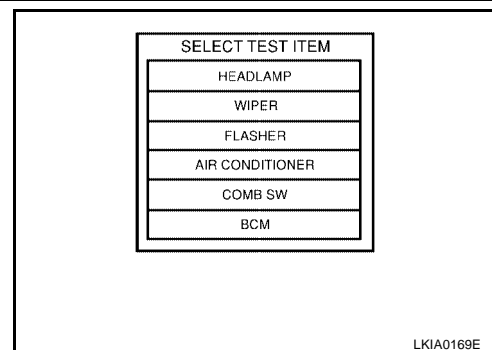 SELECT TEST ITEM
HEADLAMP
WIPER
FLASHER
AIR CONDITIONER
COMB SW
BCM
LKIA0169E